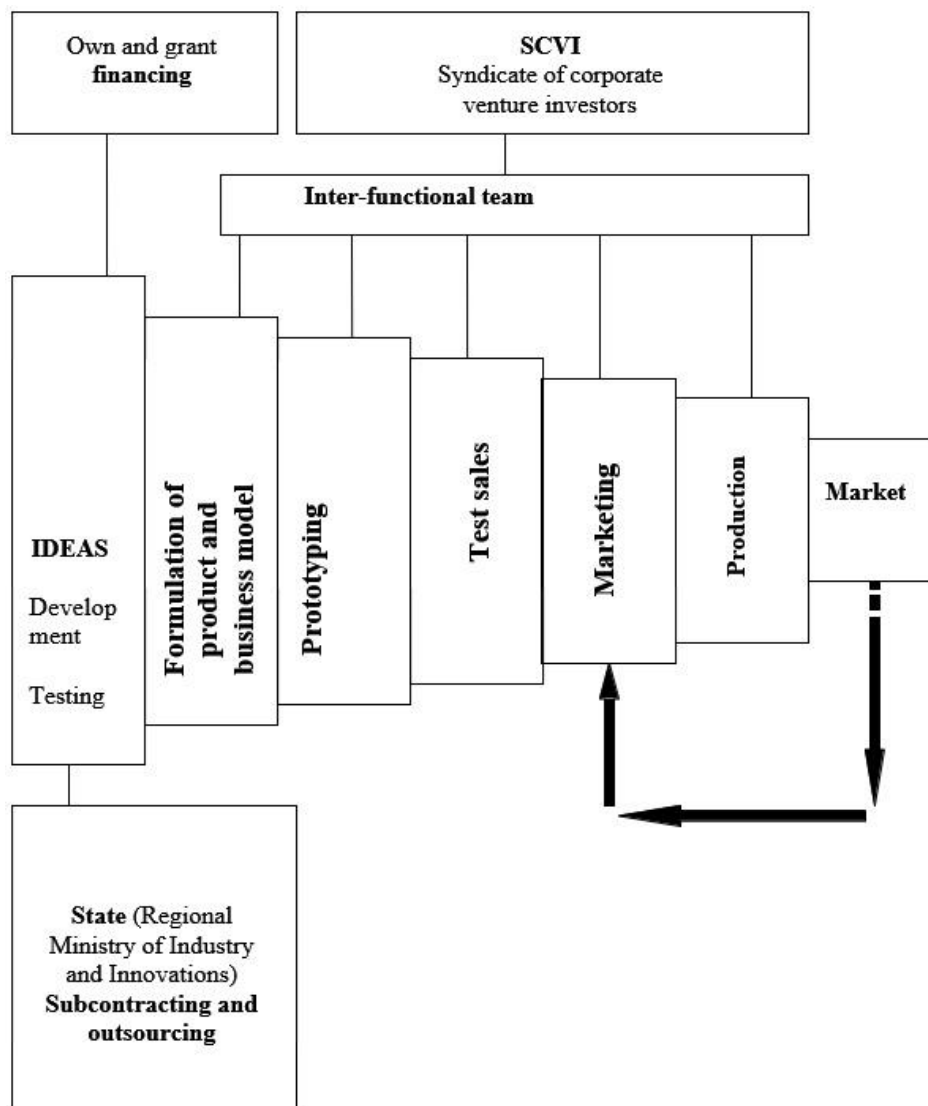 Own and grant
financing
SCVI
Syndicate of corporate
venture investors
Inter-functional team
IDEAS
Develop
ment
Testing
Formulation of
product and
business model
Prototyping
Test sales
Marketing
Production
Market
State (Regional
Ministry of Industry
and Innovations)
Subcontracting and
outsourcing